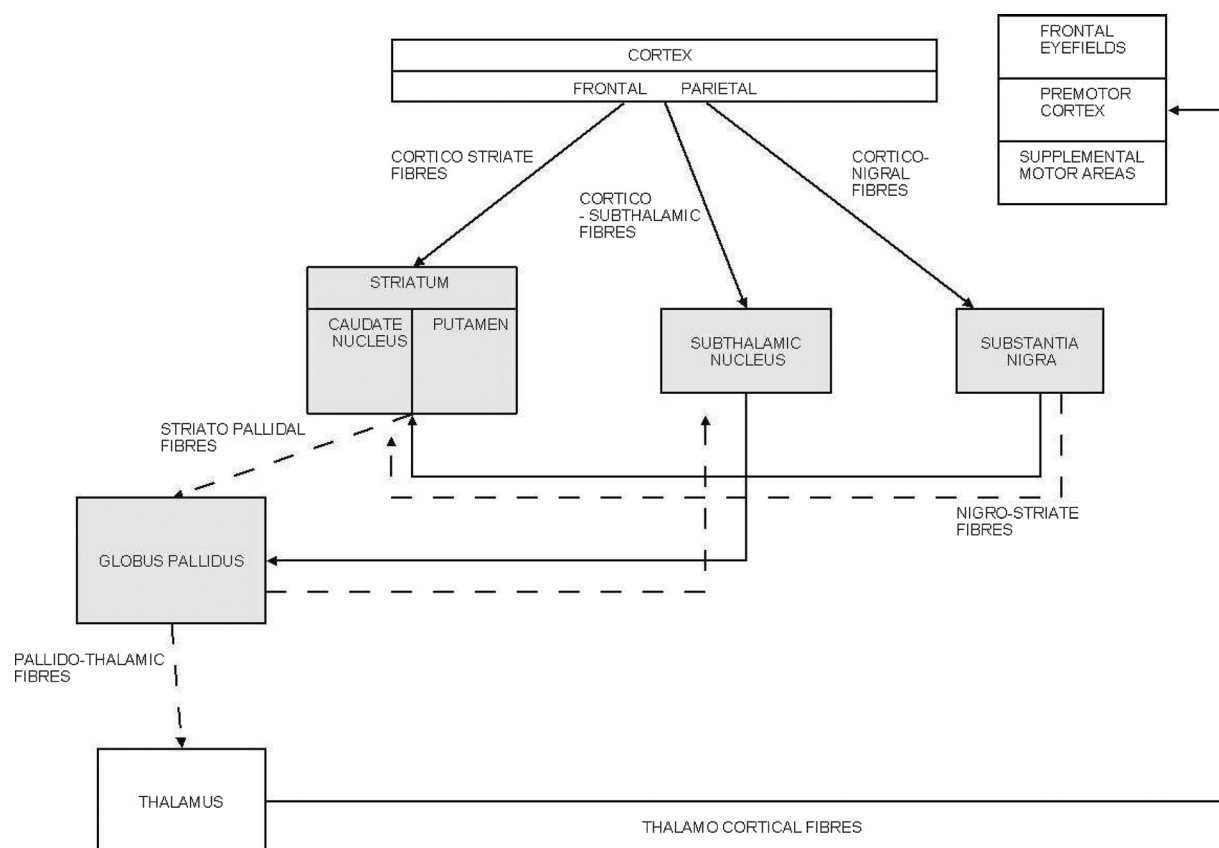 FRONTAL
EYEFIELDS
PREMOTOR
CORTEX
SUPPLEMENTAL
MOTOR AREAS
CORTEX
FRONTAL PARIETAL
CORTICO STRIATE
FIBRES
CORTICO
- SUBTHALAMIC
FIBRES
CORTICO-
NIGRAL
FIBRES
STRIATUM
CAUDATE
NUCLEUS
PUTAMEN
SUBTHALAMIC
NUCLEUS
SUBSTANTIA
NIGRA
STRIATO PALLIDAL
FIBRES
NIGRO-STRIATE
FIBRES
GLOBUS PALLIDUS
PALLIDO-THALAMIC
FIBRES
THALAMUS
THALAMO CORTICAL FIBRES